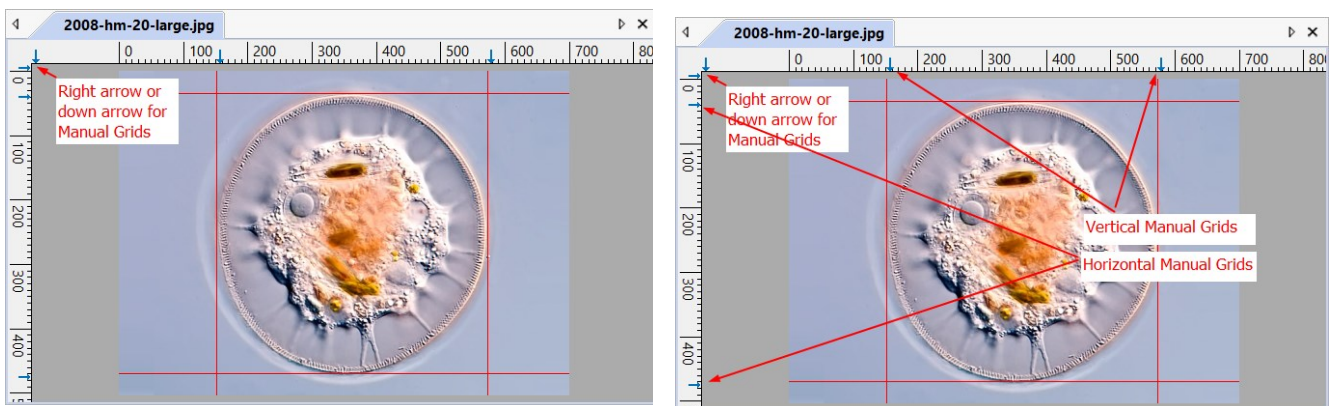 2008-hm-20-large.jpg
0 100 200 300 400 500 600 700 80
0
100
200
300
400
Right arrow or
down arrow for
Manual Grids
2008-hm-20-large.jpg
0 100 200 300 400 500 600 700 800
0
100
200
300
400
Right arrow or
down arrow for
Manual Grids
Vertical Manual Grids
Horizontal Manual Grids